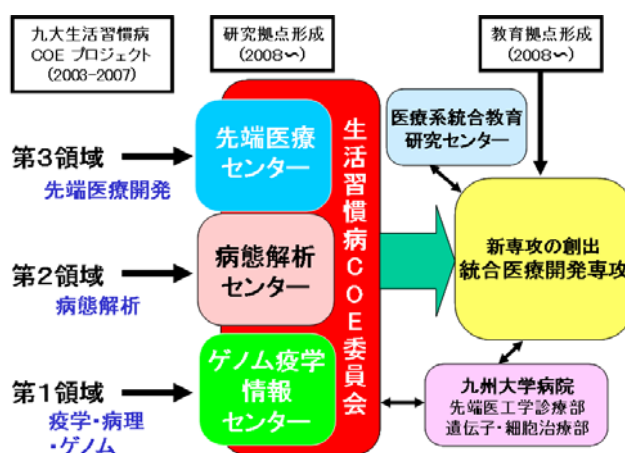 九大生活習慣病
COE プロジェクト
(2003-2007)
研究拠点形成
(2008〜)
教育拠点形成
(2008〜)
第3領域
先端医療開発
第2領域
病態解析
第1領域
疫学・病理
・ゲノム
先端医療
センター
病態解析
センター
ゲノム疫学
情報
センター
生活習慣病COE委員会
医療系統合教育
研究センター
新専攻の創出
統合医療開発専攻
九州大学病院
先端医工学診療部
遺伝子・細胞治療部